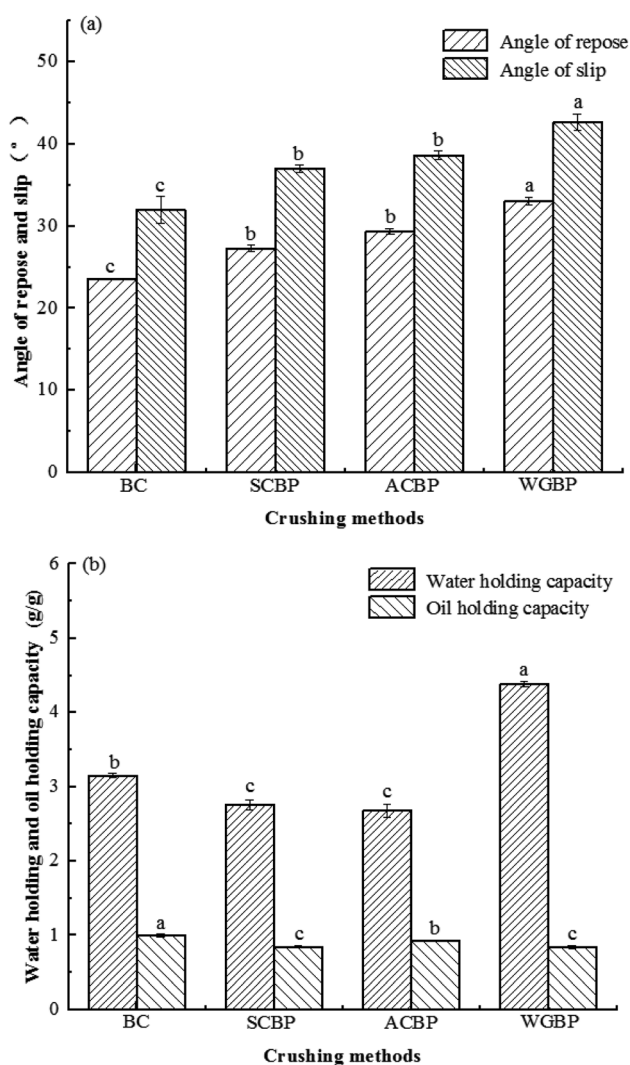 (a)
Angle of repose
Angle of slip
Angle of repose and slip ( ° )
50
40
30
20
10
0
c
c
b
b
b
b
a
a
BC
SCBP
ACBP
WGBP
Crushing methods
(b)
Water holding capacity
Oil holding capacity
Water holding and oil holding capacity (g/g)
6
5
4
3
2
1
0
b
a
c
c
c
b
a
c
BC
SCBP
ACBP
WGBP
Crushing methods